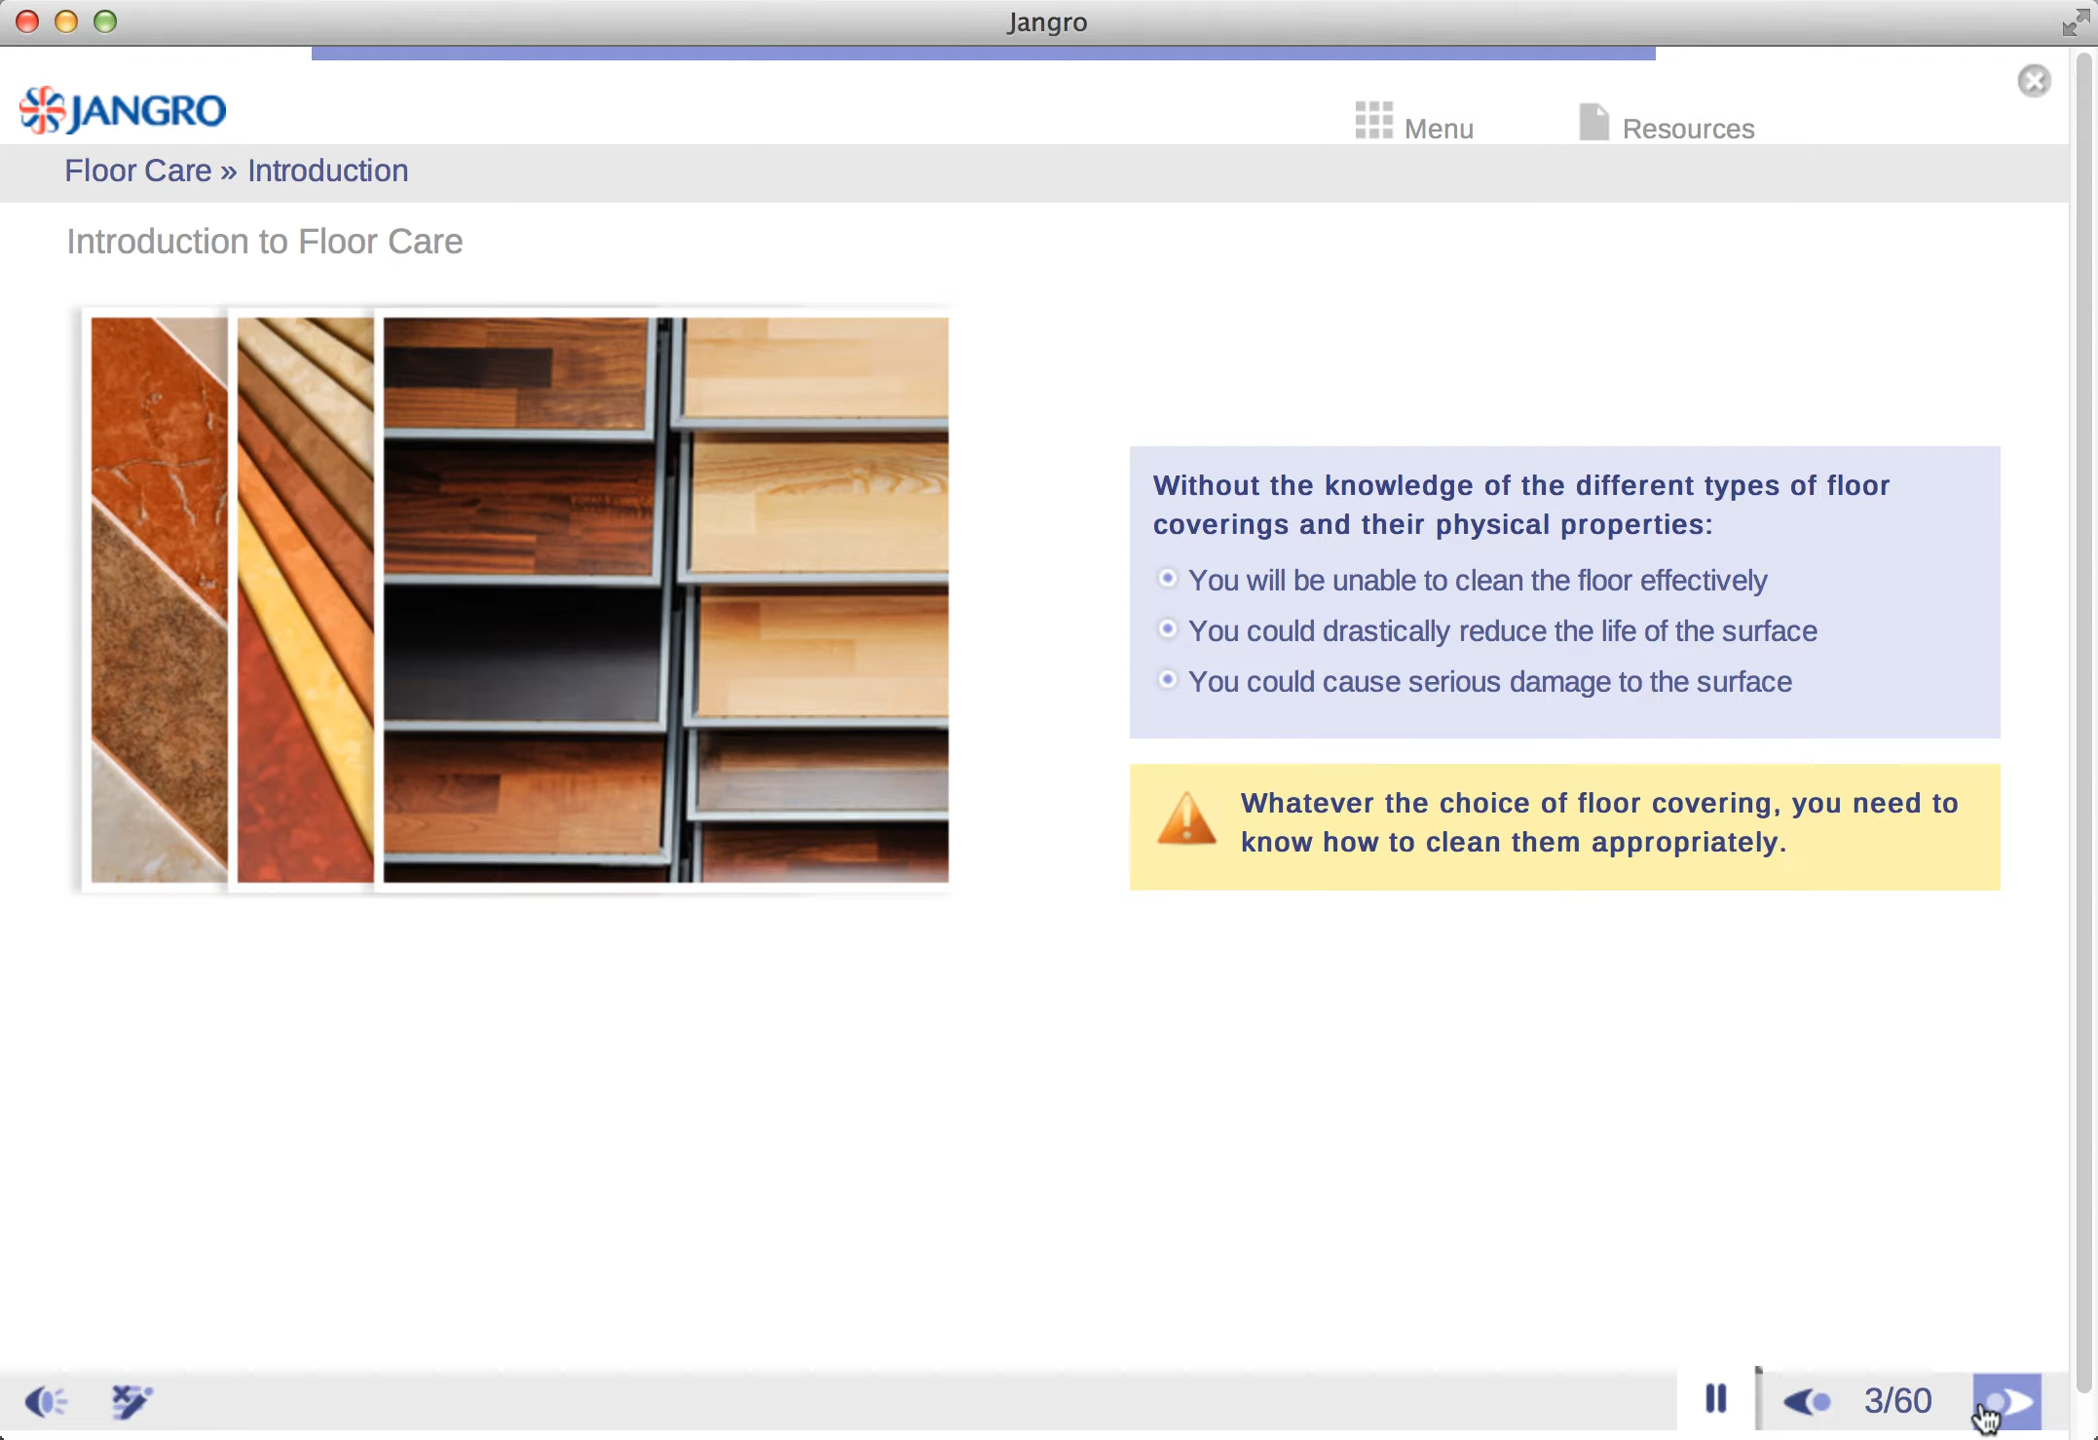 Jangro
JANGRO
Menu
Resources
Floor Care » Introduction
Introduction to Floor Care
Without the knowledge of the different types of floor
coverings and their physical properties:
You will be unable to clean the floor effectively
You could drastically reduce the life of the surface
You could cause serious damage to the surface
Whatever the choice of floor covering, you need to
know how to clean them appropriately.
3/60